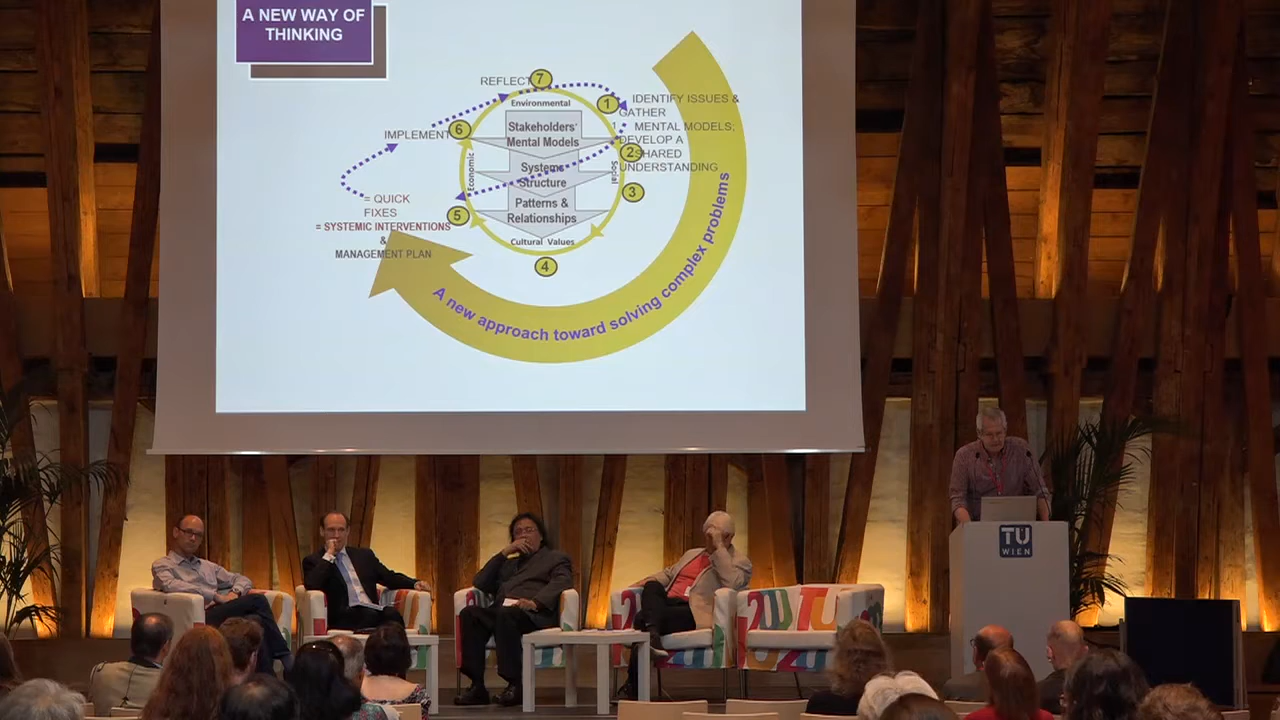 A NEW WAY OF
THINKING
REFLECT
7
Environmental
1
IDENTIFY ISSUES &
GATHER
MENTAL MODELS;
DEVELOP A
2
SHARED
UNDERSTANDING
3
IMPLEMENT
6
Stakeholders'
Mental Models
Systems
Structure
Patterns &
Relationships
Economic
Social
Cultural Values
= QUICK
FIXES
5
= SYSTEMIC INTERVENTIONS
&
MANAGEMENT PLAN
4
A new approach toward solving complex problems
TU
WIEN
TU